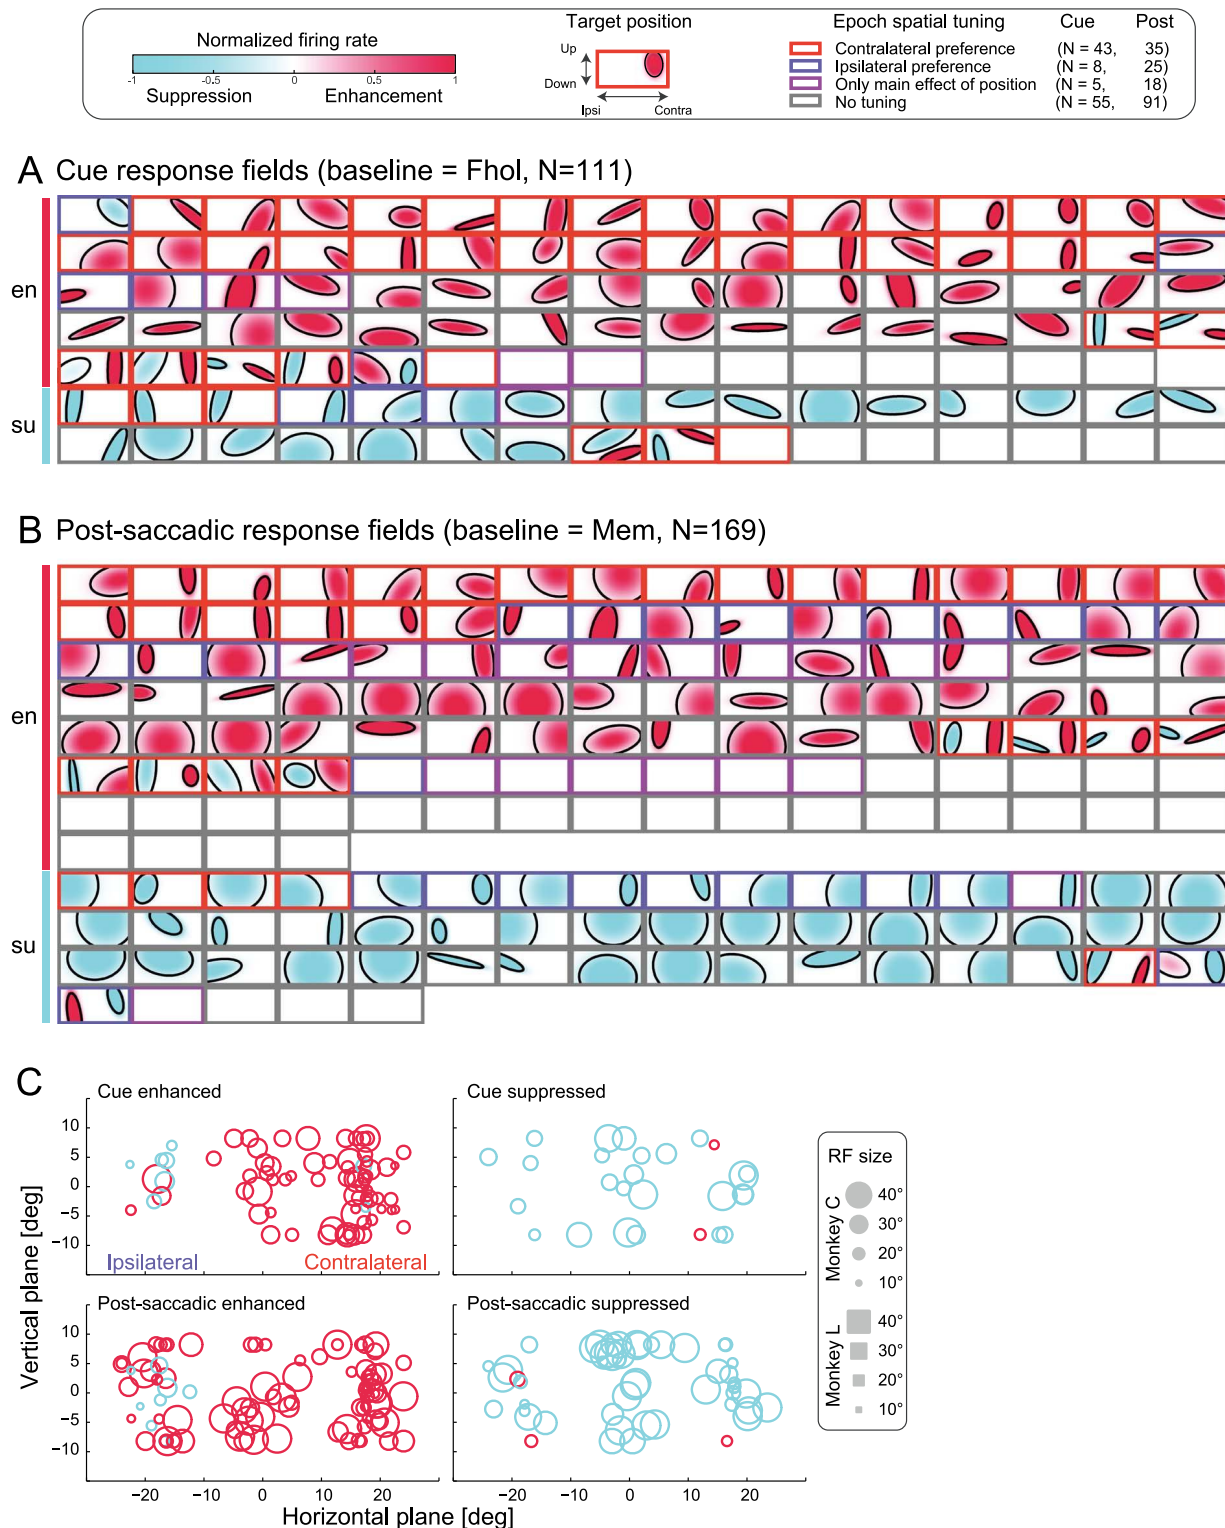 Normalized firing rate
-1 -0.5 0 0.5 1
Suppression Enhancement
Target position
Up
Down
Ipsi Contra
Epoch spatial tuning Cue Post
Contralateral preference (N = 43, 35)
Ipsilateral preference (N = 8, 25)
Only main effect of position (N = 5, 18)
No tuning (N = 55, 91)
A Cue response fields (baseline = Fhol, N=111)
en
su
B Post-saccadic response fields (baseline = Mem, N=169)
en
su
C
Cue enhanced
Cue suppressed
10
5
0
−5
−10
Ipsilateral Contralateral
Post-saccadic enhanced
Post-saccadic suppressed
10
5
0
−5
−10
−20 −10 0 10 20
−20 −10 0 10 20
Vertical plane [deg]
Horizontal plane [deg]
RF size
Monkey C
40°
30°
20°
10°
Monkey L
40°
30°
20°
10°